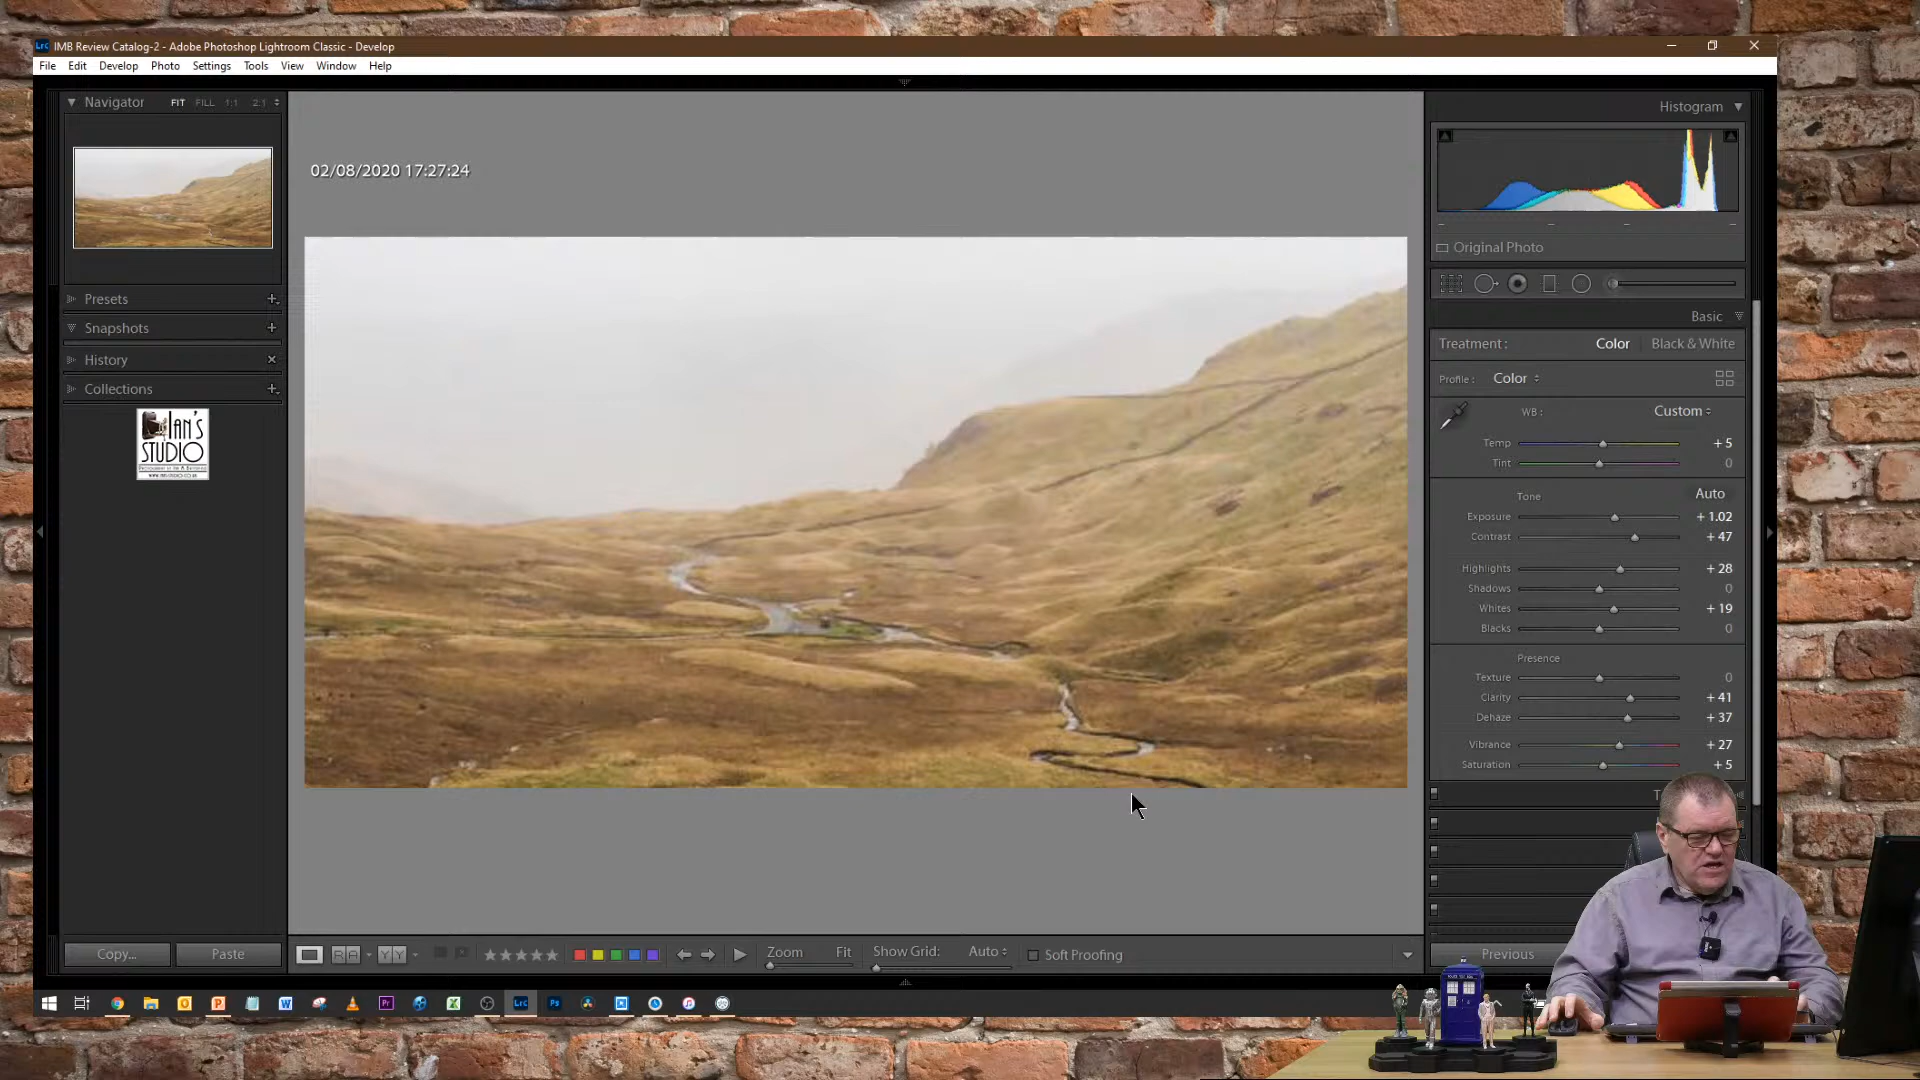 IMB Review Catalog-2 - Adobe Photoshop Lightroom Classic - Develop
File Edit Develop Photo Settings Tools View Window Help
Navigator FIT FILL 1:1 2:1
Presets
Snapshots
History
Collections
IAN'S
STUDIO
Copy...
Paste
02/08/2020 17:27:24
Zoom Fit Show Grid: Auto Soft Proofing
Histogram
Original Photo
Basic
Treatment: Color Black & White
Profile: Color
WB: Custom
Temp +5
Tint 0
Tone Auto
Exposure +1.02
Contrast +47
Highlights +28
Shadows 0
Whites +19
Blacks 0
Presence
Texture 0
Clarity +41
Dehaze +37
Vibrance +27
Saturation +5
Previous